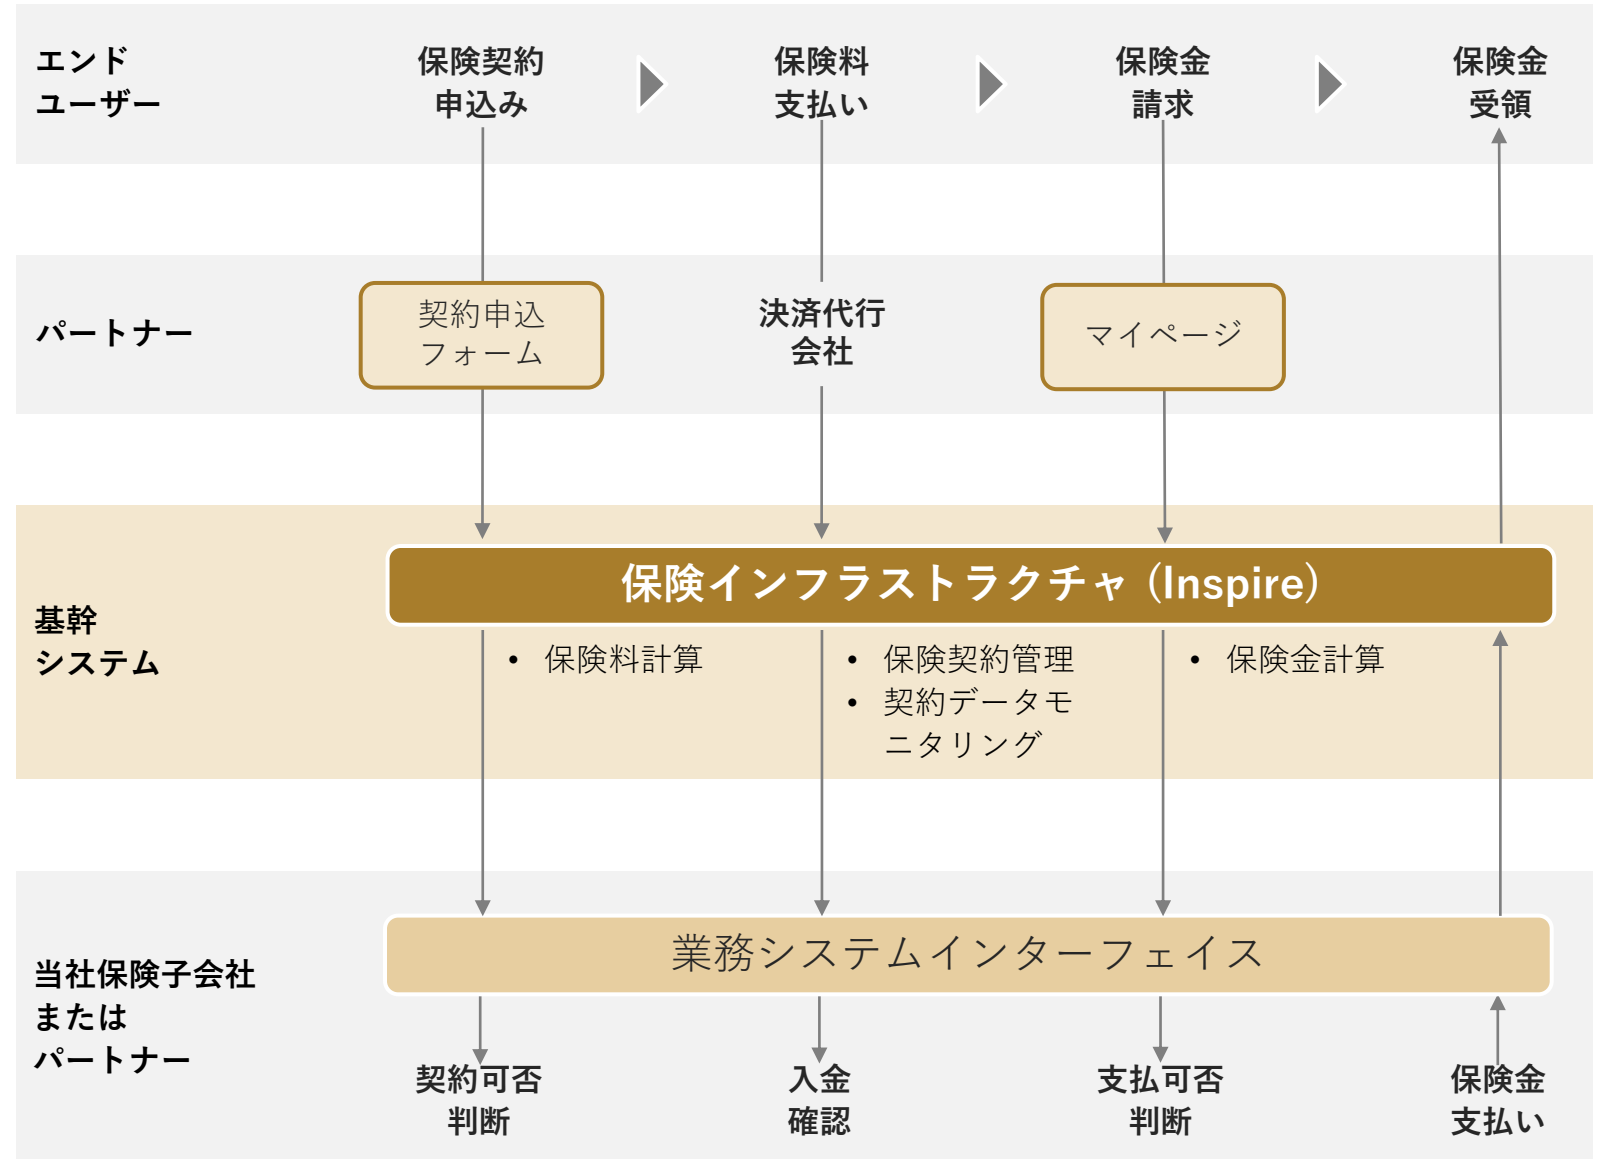 エンド
ユーザー
保険契約
申込み
保険料
支払い
保険金
請求
保険金
受領
パートナー
契約申込
フォーム
決済代行
会社
マイページ
基幹
システム
保険インフラストラクチャ (Inspire)
• 保険料計算
• 保険契約管理
• 契約データモ
ニタリング
• 保険金計算
当社保険子会社
または
パートナー
業務システムインターフェイス
契約可否
判断
入金
確認
支払可否
判断
保険金
支払い